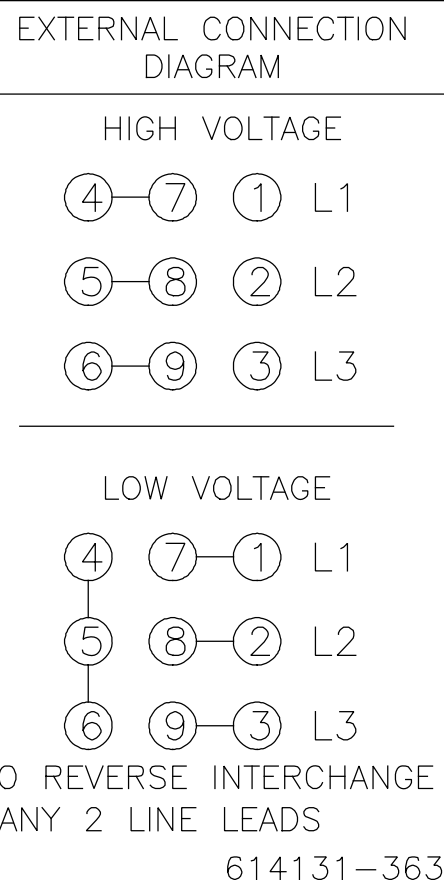 EXTERNAL CONNECTION
DIAGRAM
HIGH VOLTAGE
4 7 1 L1
5 8 2 L2
6 9 3 L3
LOW VOLTAGE
4 7 1 L1
5 8 2 L2
6 9 3 L3
O REVERSE INTERCHANGE
ANY 2 LINE LEADS
614131-363